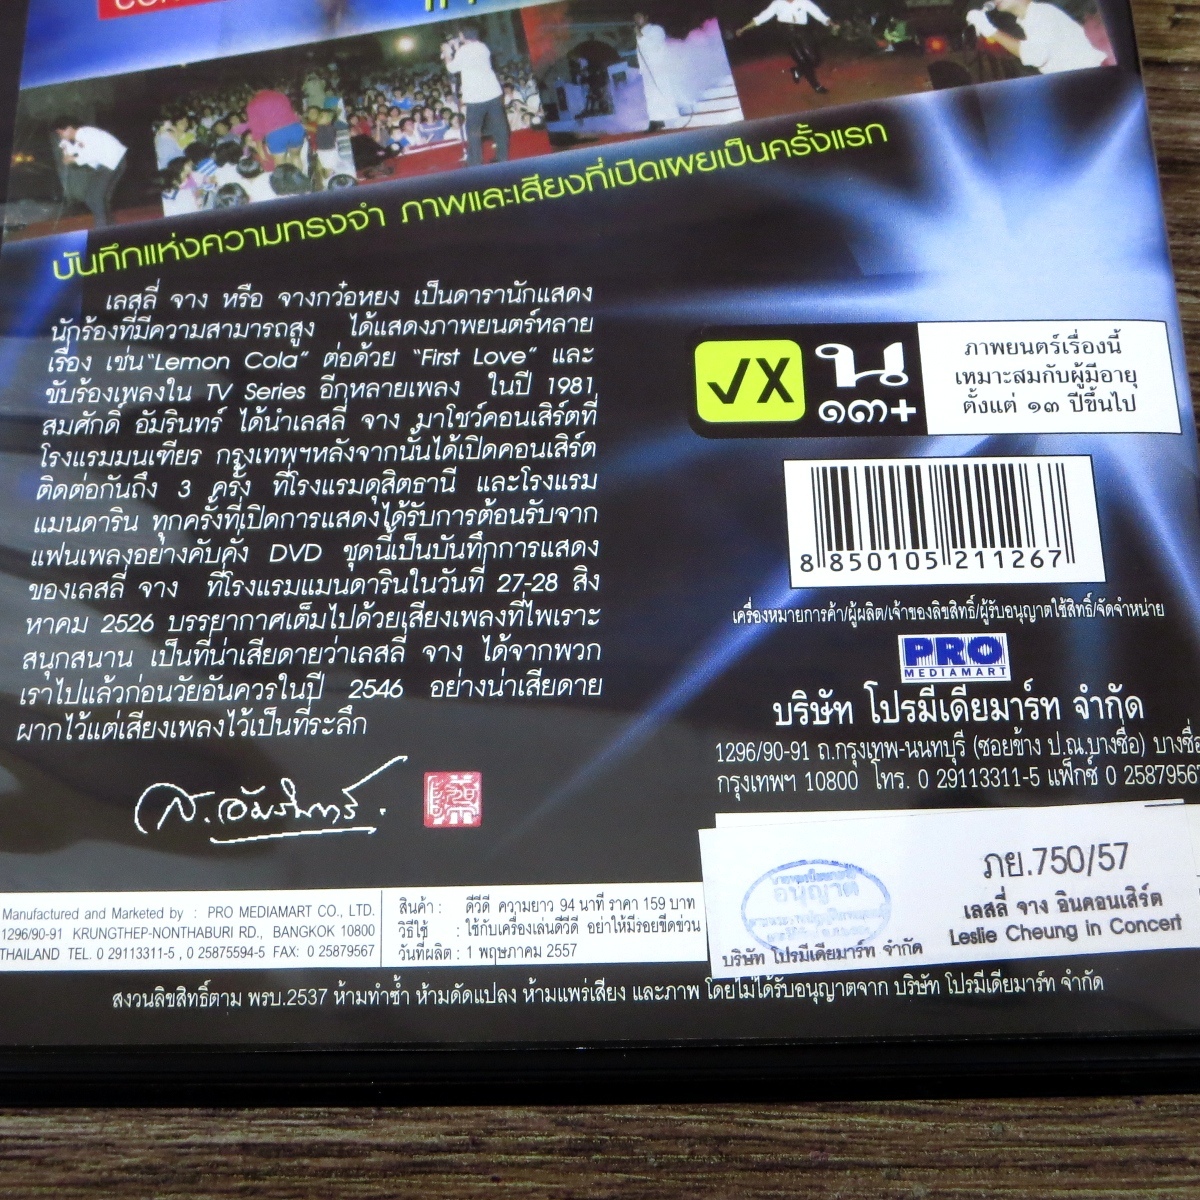 บันทึกแห่งความทรงจำ ภาพและเสียงที่เปิดเผยเป็นครั้งแรก
เลสลี่ จาง หรือ จางกว๋อหยง เป็นดารานักแสดง
นักร้องที่มีความสามารถสูง ได้แสดงภาพยนตร์หลาย
เรื่อง เช่น "Lemon Cola" ต่อด้วย "First Love" และ
ขับร้องเพลงใน TV Series อีกหลายเพลง ในปี 1981
สมศักดิ์ อัมรินทร์ ได้นำเลสลี่ จาง มาโชว์คอนเสิร์ตที่
โรงแรมมนเฑียร กรุงเทพฯหลังจากนั้นได้เปิดคอนเสิร์ต
ติดต่อกันถึง 3 ครั้ง ที่โรงแรมดุสิตธานี และโรงแรม
แมนดาริน ทุกครั้งที่เปิดการแสดงได้รับการต้อนรับจาก
แฟนเพลงอย่างคับคั่ง DVD ชุดนี้เป็นบันทึกการแสดง
ของเลสลี่ จาง ที่โรงแรมแมนดารินในวันที่ 27-28 สิง
หาคม 2526 บรรยากาศเต็มไปด้วยเสียงเพลงที่ไพเราะ
สนุกสนาน เป็นที่น่าเสียดายว่าเลสลี่ จาง ได้จากพวก
เราไปแล้วก่อนวัยอันควรในปี 2546 อย่างน่าเสียดาย
ฝากไว้แต่เสียงเพลงไว้เป็นที่ระลึก
ส.อัมรินทร์.
√X
น
๑๓+
ภาพยนตร์เรื่องนี้
เหมาะสมกับผู้มีอายุ
ตั้งแต่ ๑๓ ปีขึ้นไป
8 850105 211267
เครื่องหมายการค้า/ผู้ผลิต/เจ้าของลิขสิทธิ์/ผู้รับอนุญาตใช้สิทธิ์/จัดจำหน่าย
PRO
MEDIAMART
บริษัท โปรมีเดียมาร์ท จำกัด
1296/90-91 ถ.กรุงเทพ-นนทบุรี (ซอยข้าง ป.ณ.บางซื่อ) บางซื่อ
กรุงเทพฯ 10800 โทร. 0 29113311-5 แฟ็กซ์ 0 2587956
ภย.750/57
เลสลี่ จาง อินคอนเสิร์ต
Leslie Cheung in Concert
อนุญาต
บริษัท โปรมีเดียมาร์ท จำกัด
Manufactured and Marketed by : PRO MEDIAMART CO., LTD.
1296/90-91 KRUNGTHEP-NONTHABURI RD., BANGKOK 10800
THAILAND TEL. 0 29113311-5 , 0 25875594-5 FAX: 0 25879567
สินค้า : ดีวีดี ความยาว 94 นาที ราคา 159 บาท
วิธีใช้ : ใช้กับเครื่องเล่นดีวีดี อย่าให้มีรอยขีดข่วน
วันที่ผลิต : 1 พฤษภาคม 2557
สงวนลิขสิทธิ์ตาม พรบ.2537 ห้ามทำซ้ำ ห้ามดัดแปลง ห้ามแพร่เสียง และภาพ โดยไม่ได้รับอนุญาตจาก บริษัท โปรมีเดียมาร์ท จำกัด